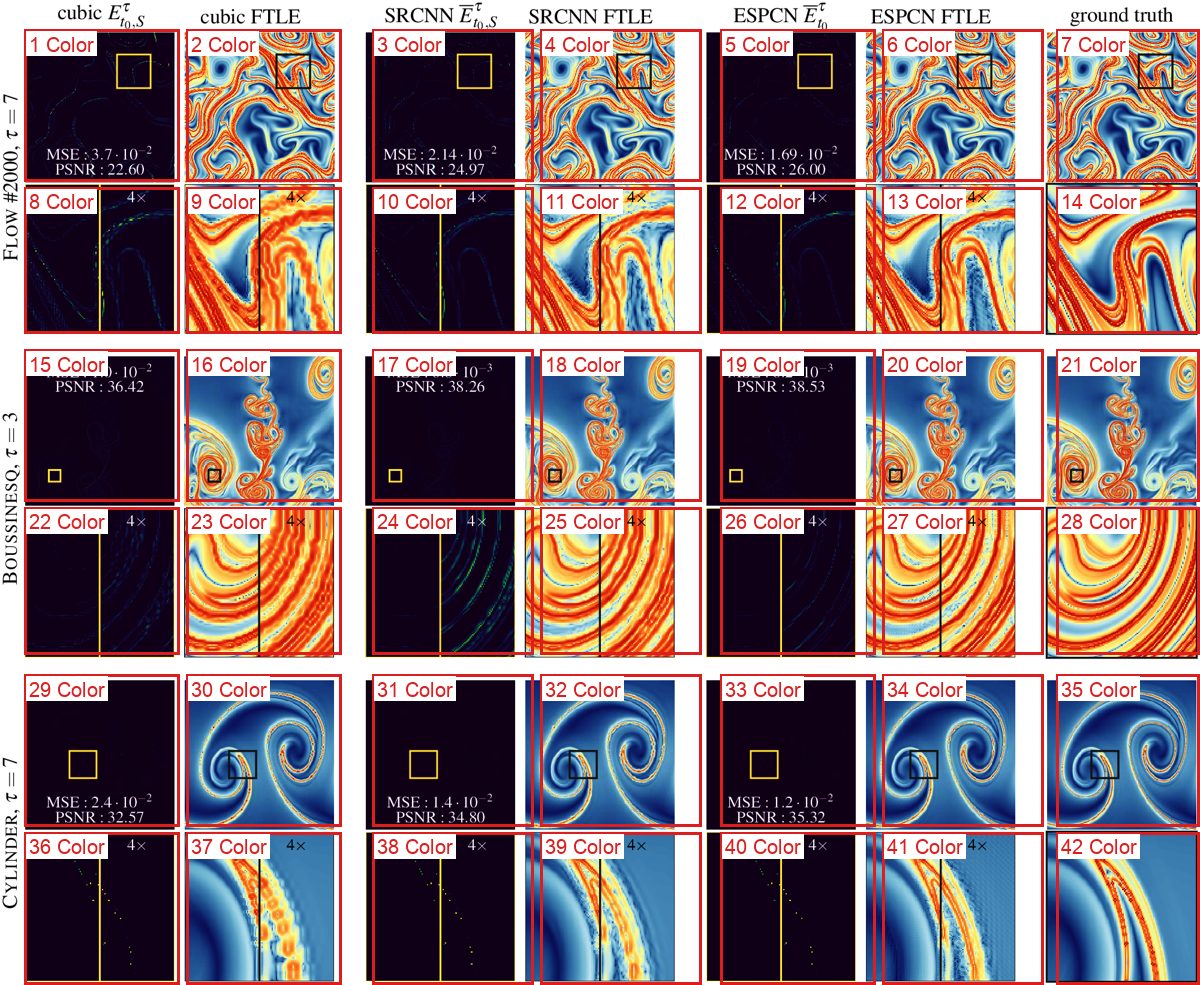 cubic E^τ_{t₀,S} cubic FTLE SRCNN E̅^τ_{t₀,S} SRCNN FTLE ESPCN E̅^τ_{t₀} ESPCN FTLE ground truth
FLOW #2000, τ = 7
1 Color 2 Color 3 Color 4 Color 5 Color 6 Color 7 Color
MSE : 3.7 · 10⁻² MSE : 2.14 · 10⁻² MSE : 1.69 · 10⁻²
PSNR : 22.60 PSNR : 24.97 PSNR : 26.00
8 Color 4× 9 Color 4× 10 Color 4× 11 Color 4× 12 Color 4× 13 Color 4× 14 Color
BOUSSINESQ, τ = 3
15 Color 16 Color 17 Color 18 Color 19 Color 20 Color 21 Color
PSNR : 36.42 PSNR : 38.26 PSNR : 38.53
22 Color 4× 23 Color 4× 24 Color 4× 25 Color 4× 26 Color 4× 27 Color 4× 28 Color
CYLINDER, τ = 7
29 Color 30 Color 31 Color 32 Color 33 Color 34 Color 35 Color
MSE : 2.4 · 10⁻² MSE : 1.4 · 10⁻² MSE : 1.2 · 10⁻²
PSNR : 32.57 PSNR : 34.80 PSNR : 35.32
36 Color 4× 37 Color 4× 38 Color 4× 39 Color 4× 40 Color 4× 41 Color 4× 42 Color